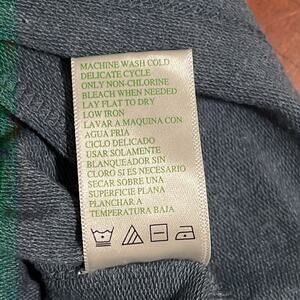 MACHINE WASH COLD
DELICATE CYCLE
ONLY NON-CHLORINE
BLEACH WHEN NEEDED
LAY FLAT TO DRY
LOW IRON
LAVAR A MAQUINA CON
AGUA FRÍA
CICLO DELICADO
USAR SOLAMENTE
BLANQUEADOR SIN
CLORO SI ES NECESARIO
SECAR SOBRE UNA
SUPERFICIE PLANA
PLANCHAR A
TEMPERATURA BAJA